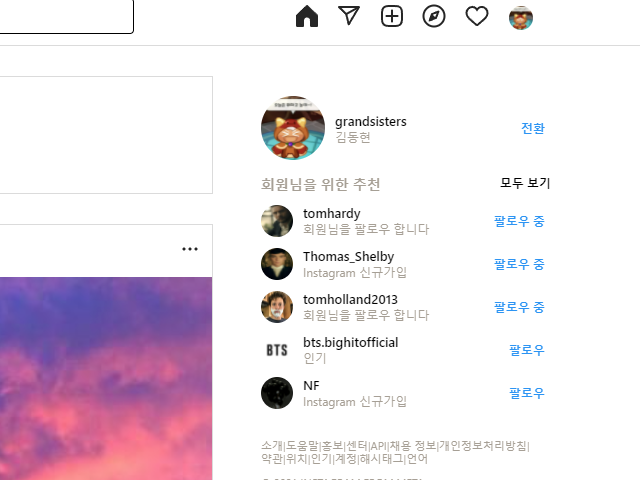 grandsisters
김동현
전환
회원님을 위한 추천
모두 보기
tomhardy
회원님을 팔로우 합니다
팔로우 중
Thomas_Shelby
Instagram 신규가입
팔로우 중
tomholland2013
회원님을 팔로우 합니다
팔로우 중
BTS
bts.bighitofficial
인기
팔로우
NF
Instagram 신규가입
팔로우
소개|도움말|홍보|센터|API|채용 정보|개인정보처리방침|
약관|위치|인기|계정|해시태그|언어